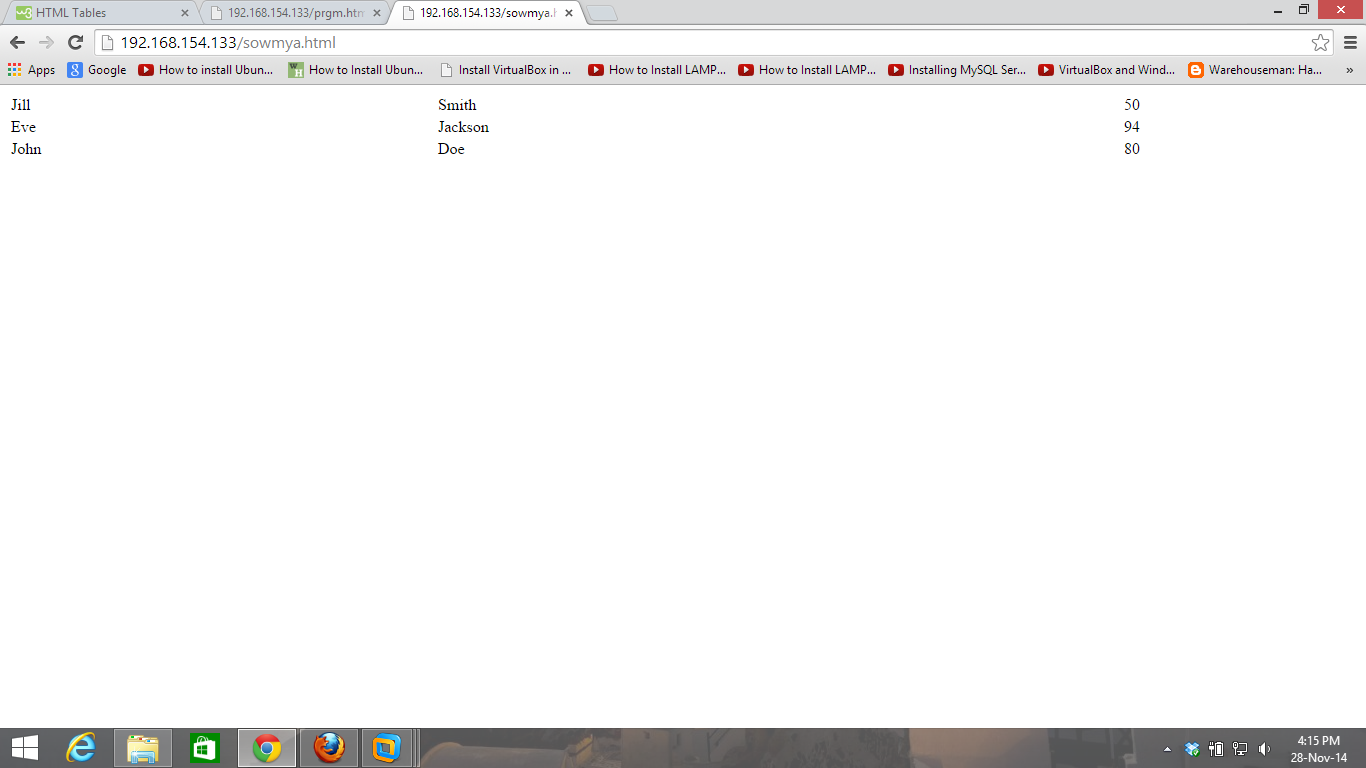 HTML Tables 192.168.154.133/prgm.htm 192.168.154.133/sowmya.h
192.168.154.133/sowmya.html
Apps Google How to install Ubun... How to Install Ubun... Install VirtualBox in ... How to Install LAMP... How to Install LAMP... Installing MySQL Ser... VirtualBox and Wind... Warehouseman: Ha... »
Jill Smith 50
Eve Jackson 94
John Doe 80
4:15 PM
28-Nov-14